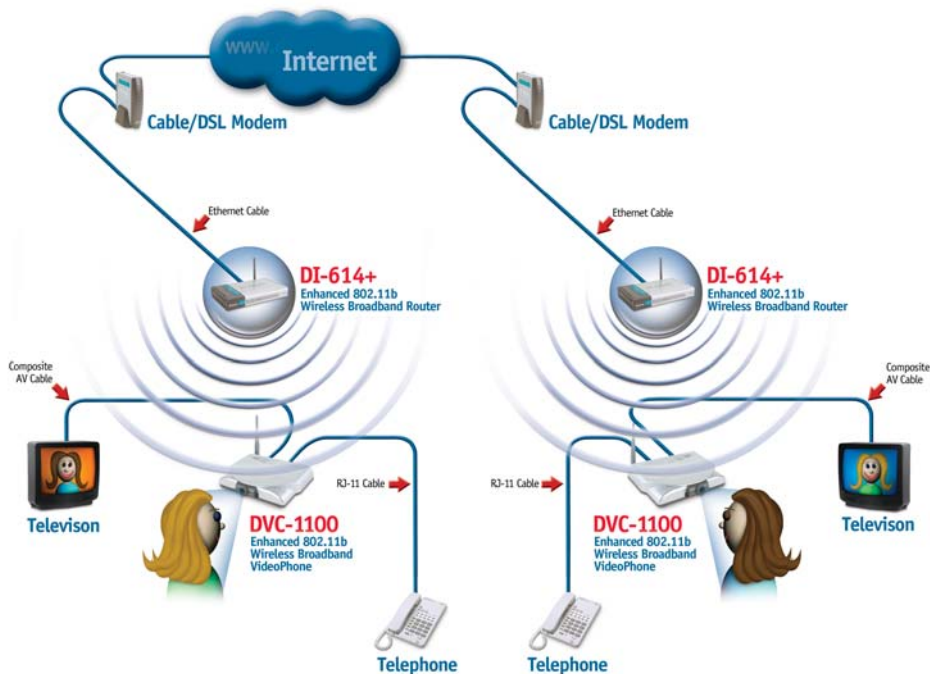 www.
Internet
Cable/DSL Modem
Cable/DSL Modem
Ethernet Cable
Ethernet Cable
DI-614+
Enhanced 802.11b
Wireless Broadband Router
DI-614+
Enhanced 802.11b
Wireless Broadband Router
Composite
AV Cable
Composite
AV Cable
RJ-11 Cable
RJ-11 Cable
Televison
DVC-1100
Enhanced 802.11b
Wireless Broadband
VideoPhone
DVC-1100
Enhanced 802.11b
Wireless Broadband
VideoPhone
Televison
Telephone
Telephone